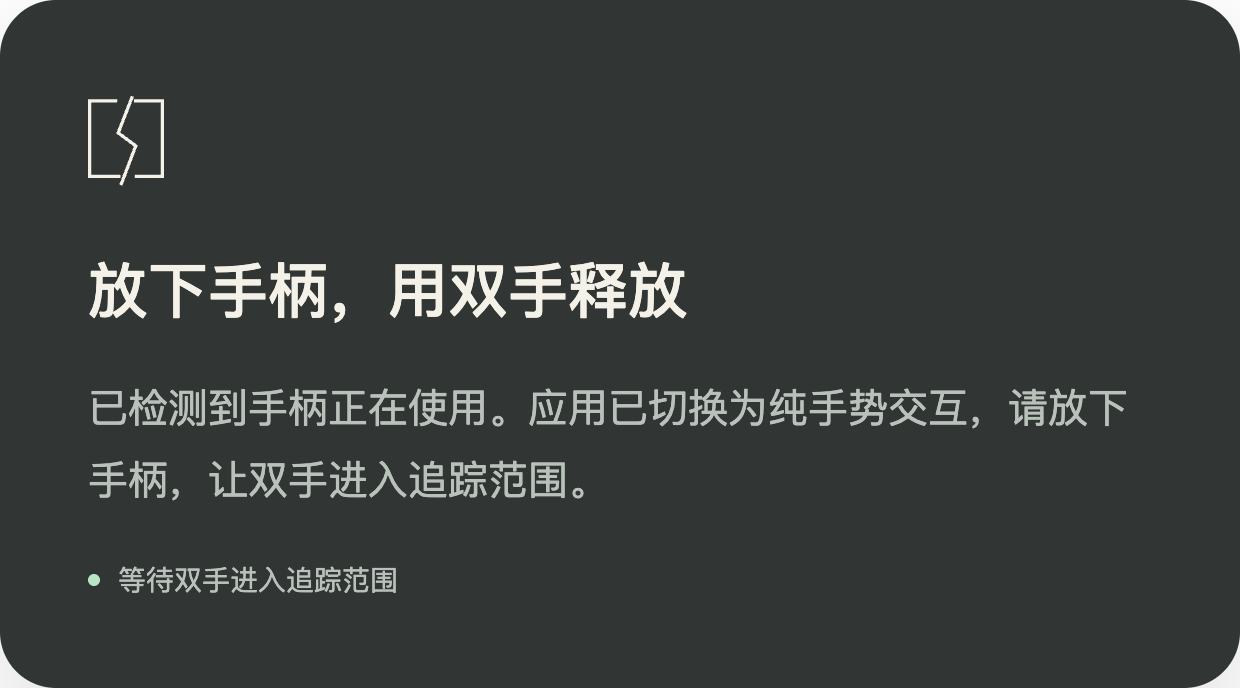 放下手柄，用双手释放
已检测到手柄正在使用。应用已切换为纯手势交互，请放下
手柄，让双手进入追踪范围。
等待双手进入追踪范围